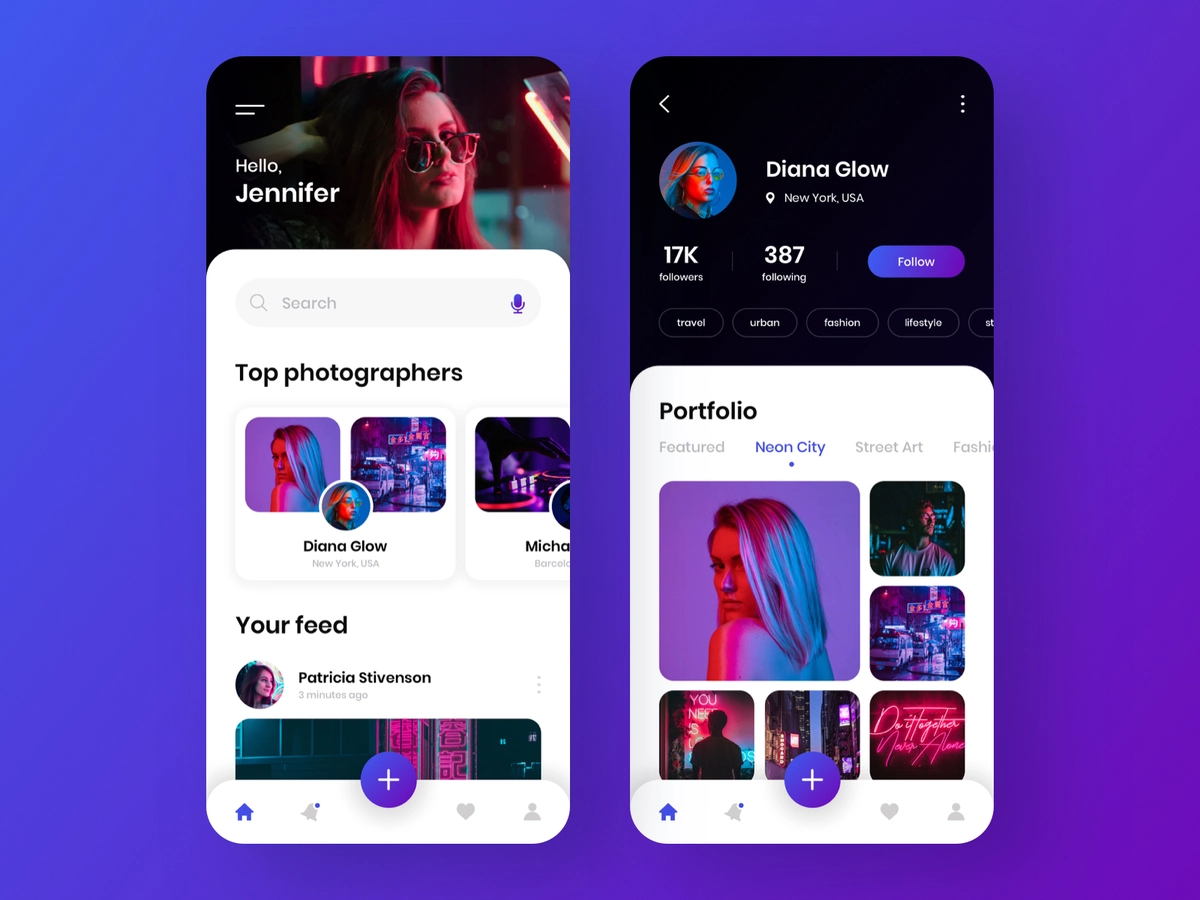 Hello,
Jennifer
Search
Top photographers
Diana Glow
New York, USA
Micha
Barcelo
Your feed
Patricia Stivenson
3 minutes ago
Diana Glow
New York, USA
17K
followers
387
following
Follow
travel
urban
fashion
lifestyle
st
Portfolio
Featured
Neon City
Street Art
Fashi
YOU
Do it together
Never Alone